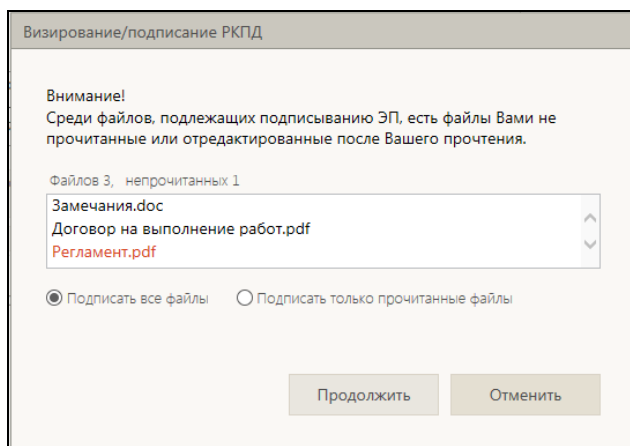 Визирование/подписание РКПД
Внимание!
Среди файлов, подлежащих подписыванию ЭП, есть файлы Вами не
прочитанные или отредактированные после Вашего прочтения.
Файлов 3, непрочитанных 1
Замечания.doc
Договор на выполнение работ.pdf
Регламент.pdf
Подписать все файлы Подписать только прочитанные файлы
Продолжить Отменить